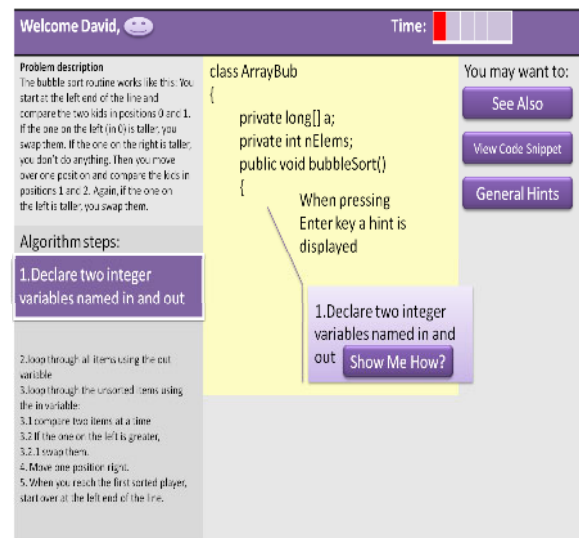 Welcome David,
Time:
Problem description
The bubble sort routine works like this: You
start at the left end of the line and
compare the two kids in positions 0 and 1.
If the one on the left (in 0) is taller, you
swap them. If the one on the right is taller,
you don't do anything. Then you move
over one position and compare the kids in
positions 1 and 2. Again, if the one on
the left is taller, you swap them.
Algorithm steps:
1.Declare two integer
variables named in and out
2.loop through all items using the out
variable
3.loop through the unsorted items using
the in variable:
3.1 compare two items at a time
3.2 If the one on the left is greater,
3.2.1 swap them.
4. Move one position right.
5. When you reach the first sorted player,
start over at the left end of the line.
class ArrayBub
{
private long[] a;
private int nElems;
public void bubbleSort()
{
When pressing
Enter key a hint is
displayed
1.Declare two integer
variables named in and
out
Show Me How?
You may want to:
See Also
View Code Snippet
General Hints